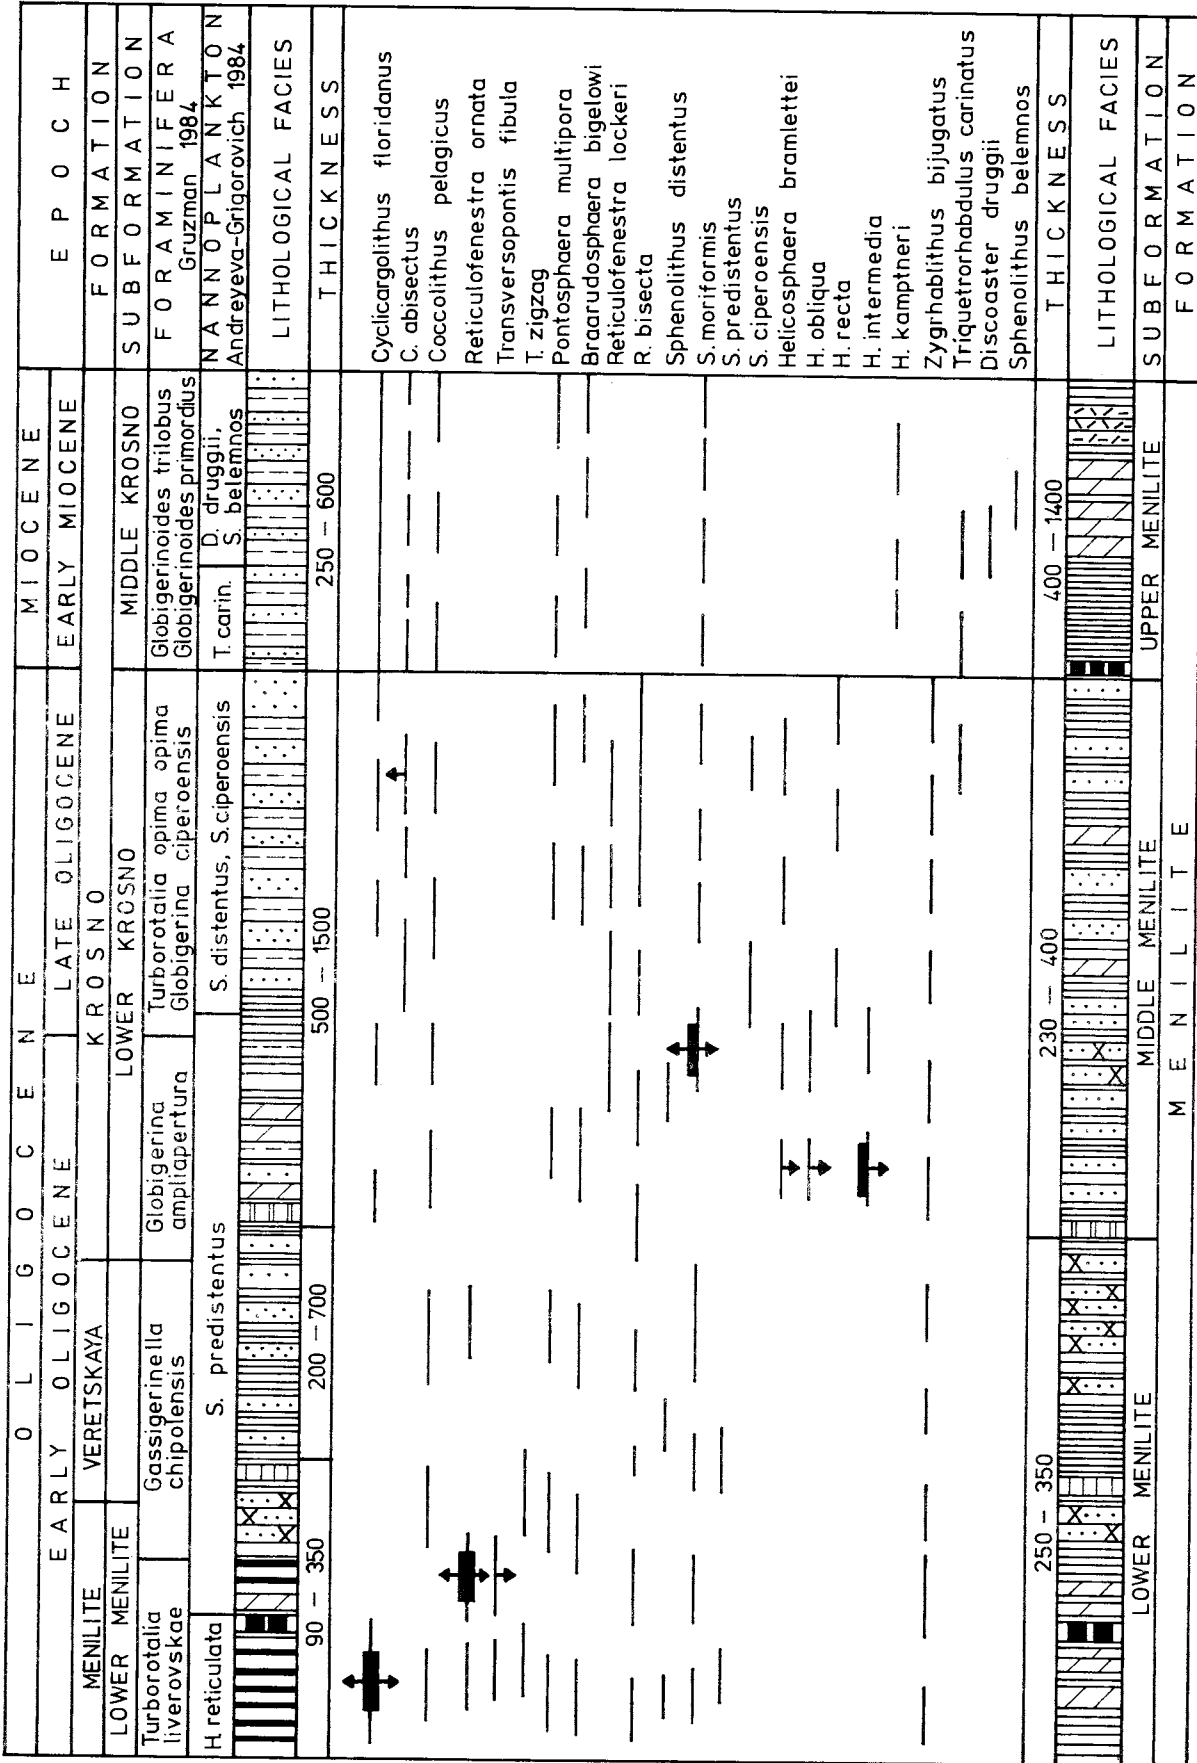 EPOCH
OLIGOCENE
MIOCENE
EARLY OLIGOCENE
LATE OLIGOCENE
EARLY MIOCENE
FORMATION
MENILITE
VERETSKAYA
KROSNO
SUBFORMATION
LOWER MENILITE
LOWER KROSNO
MIDDLE KROSNO
FORAMINIFERA
Gruzman 1984
Turborotalia
liverovskae
Gassigerinella
chipolensis
Globigerina
ampliapertura
Turborotalia opima opima
Globigerina ciperoensis
Globigerinoides trilobus
Globigerinoides primordius
NANNOPLANKTON
Andreyeva-Grigorovich 1984
H. reticulata
S. predistentus
S. distentus, S. ciperoensis
T. carin.
D. druggii,
S. belemnos
LITHOLOGICAL FACIES
THICKNESS
90 – 350
200 – 700
500 – 1500
250 – 600
Cyclicargolithus floridanus
C. abisectus
Coccolithus pelagicus
Reticulofenestra ornata
Transversopontis fibula
T. zigzag
Pontosphaera multipora
Braarudosphaera bigelowi
Reticulofenestra lockeri
R. bisecta
Sphenolithus distentus
S. moriformis
S. predistentus
S. ciperoensis
Helicosphaera bramlettei
H. obliqua
H. recta
H. intermedia
H. kamptneri
Zygrhablithus bijugatus
Triquetrorhabdulus carinatus
Discoaster druggii
Sphenolithus belemnos
THICKNESS
250 – 350
230 – 400
400 – 1400
LITHOLOGICAL FACIES
SUBFORMATION
LOWER MENILITE
MIDDLE MENILITE
UPPER MENILITE
FORMATION
MENILITE